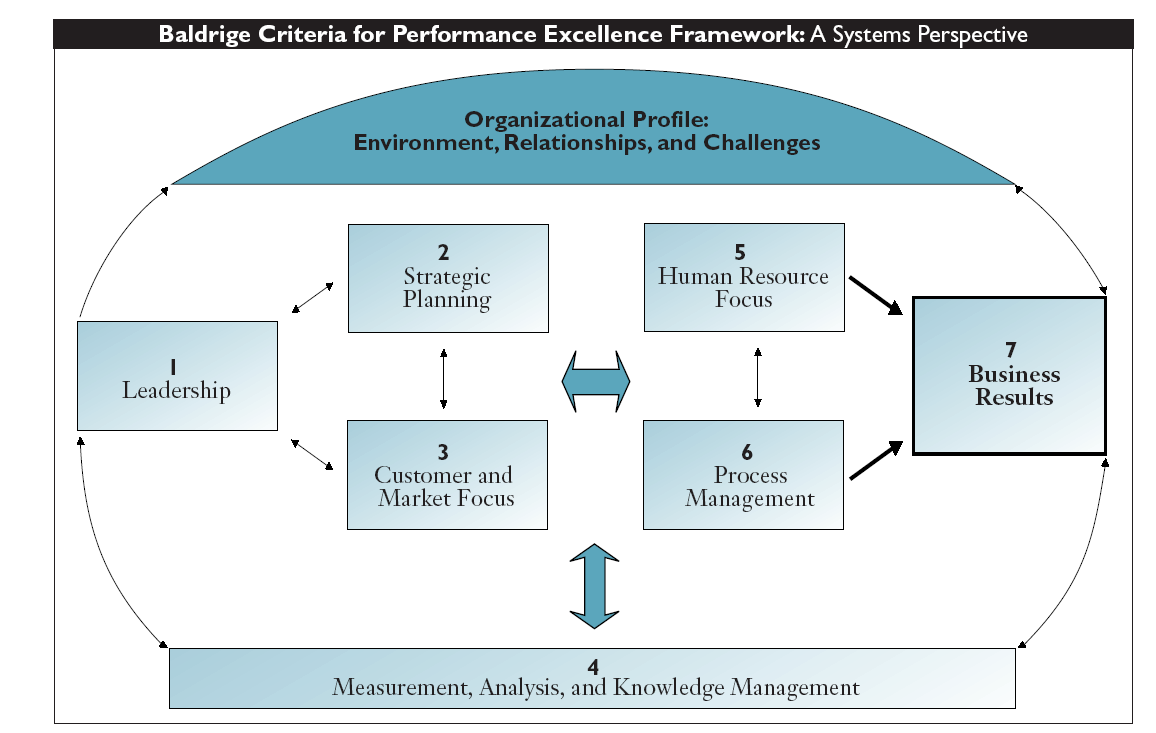 Baldrige Criteria for Performance Excellence Framework: A Systems Perspective
Organizational Profile:
Environment, Relationships, and Challenges
2
Strategic
Planning
5
Human Resource
Focus
1
Leadership
7
Business
Results
3
Customer and
Market Focus
6
Process
Management
4
Measurement, Analysis, and Knowledge Management